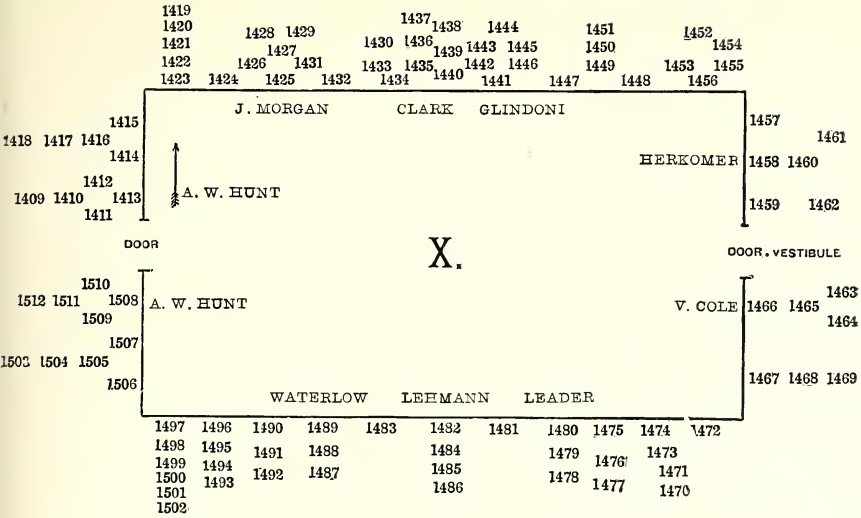 1419
1420
1421
1422
1423 1424
1428 1429
1427
1426 1431
1425 1432
1430
1433
1434
1437
1436
1435
1438
1439
1440
1444
1443 1445
1442 1446
1441 1447
1451
1450
1449
1448
1452
1454
1453 1455
1456
J. MORGAN CLARK GLINDONI
1415
1418 1417 1416
1414
1412
1409 1410 1413
1411
A. W. HUNT
DOOR
X.
HERKOMER
1457
1461
1458 1460
1459 1462
DOOR. VESTIBULE
1510
1512 1511 1508
1509
A. W. HUNT
1507
1503 1504 1505
1506
V. COLE
1463
1466 1465
1464
1467 1468 1469
WATERLOW LEHMANN LEADER
1497 1496 1490 1489 1483 1482 1481 1480 1475 1474 1472
1498 1495 1491 1488 1484 1479 1476 1473
1499 1494 1492 1487 1485 1478 1477 1471
1500 1493 1486 1470
1501
1502